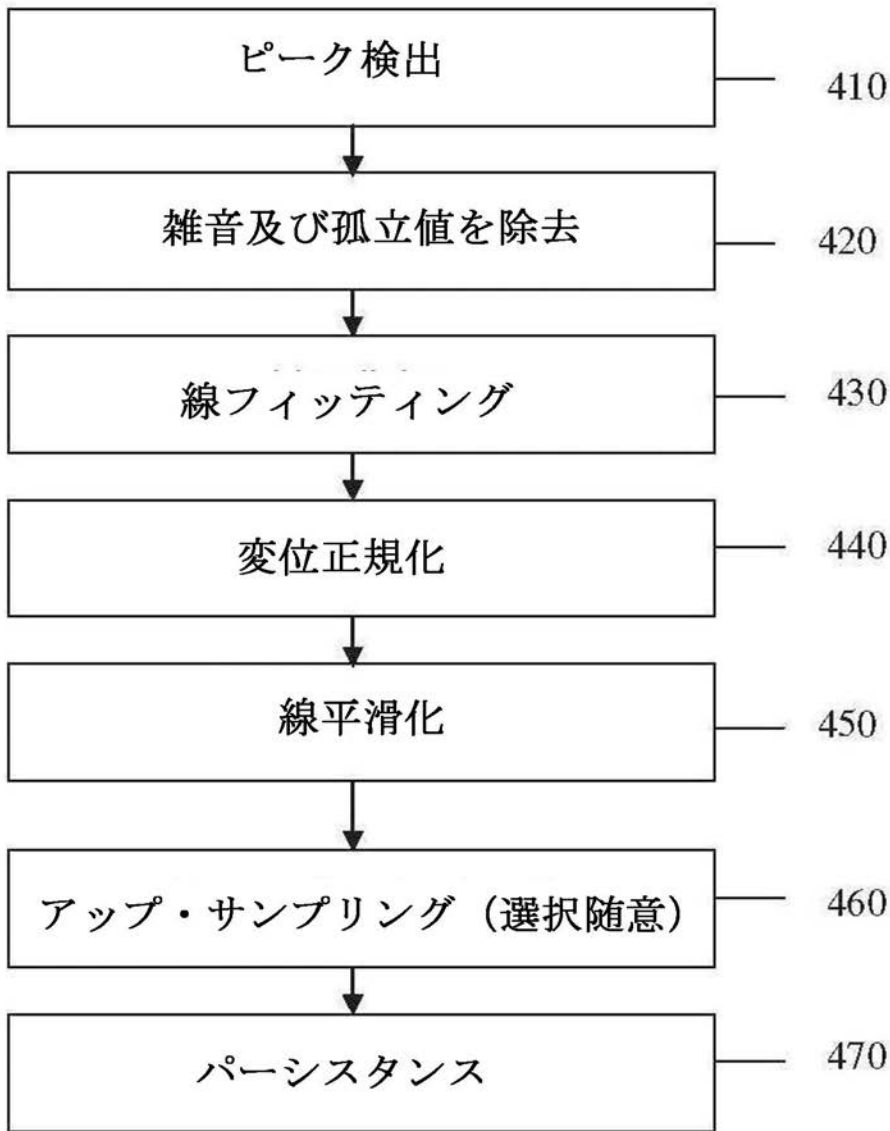 ピーク検出
410
雑音及び孤立値を除去
420
線フィッティング
430
変位正規化
440
線平滑化
450
アップ・サンプリング（選択随意）
460
パーシスタンス
470